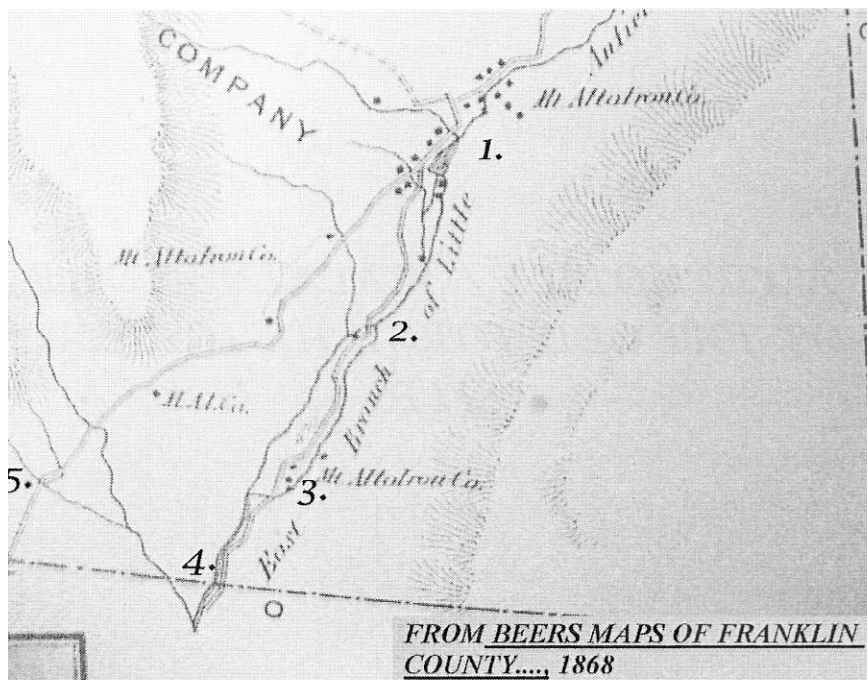 COMPANY
Antiet
Mt Alto Iron Co.
1.
Mt Alto Iron Co.
of Little
2.
Branch
M.A.I. Co.
5.
Mt Alto Iron Co.
3.
East
4.
O
FROM BEERS MAPS OF FRANKLIN
COUNTY...., 1868